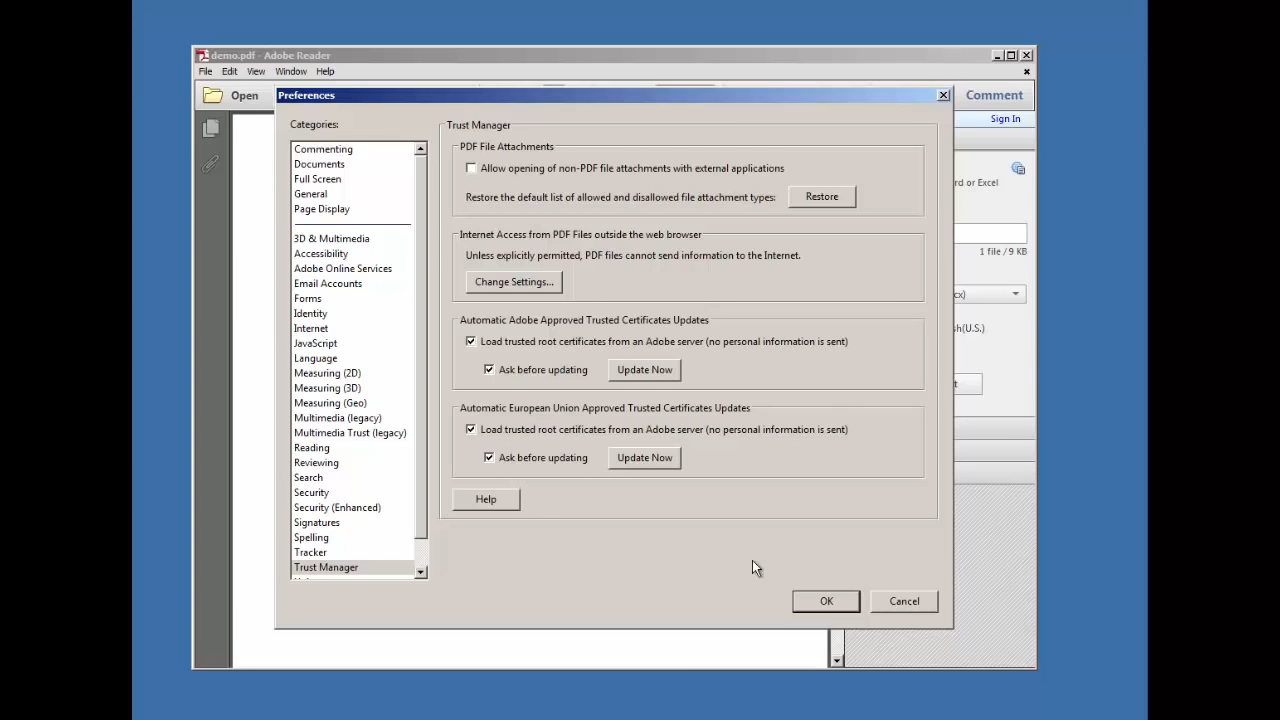 demo.pdf - Adobe Reader
File Edit View Window Help
Open
Comment
Sign In
Preferences
Categories:
Commenting
Documents
Full Screen
General
Page Display
3D & Multimedia
Accessibility
Adobe Online Services
Email Accounts
Forms
Identity
Internet
JavaScript
Language
Measuring (2D)
Measuring (3D)
Measuring (Geo)
Multimedia (legacy)
Multimedia Trust (legacy)
Reading
Reviewing
Search
Security
Security (Enhanced)
Signatures
Spelling
Tracker
Trust Manager
Trust Manager
PDF File Attachments
Allow opening of non-PDF file attachments with external applications
Restore the default list of allowed and disallowed file attachment types: Restore
Internet Access from PDF Files outside the web browser
Unless explicitly permitted, PDF files cannot send information to the Internet.
Change Settings...
Automatic Adobe Approved Trusted Certificates Updates
Load trusted root certificates from an Adobe server (no personal information is sent)
Ask before updating Update Now
Automatic European Union Approved Trusted Certificates Updates
Load trusted root certificates from an Adobe server (no personal information is sent)
Ask before updating Update Now
Help
OK Cancel
rd or Excel
1 file / 9 KB
cx)
sh(U.S.)
t